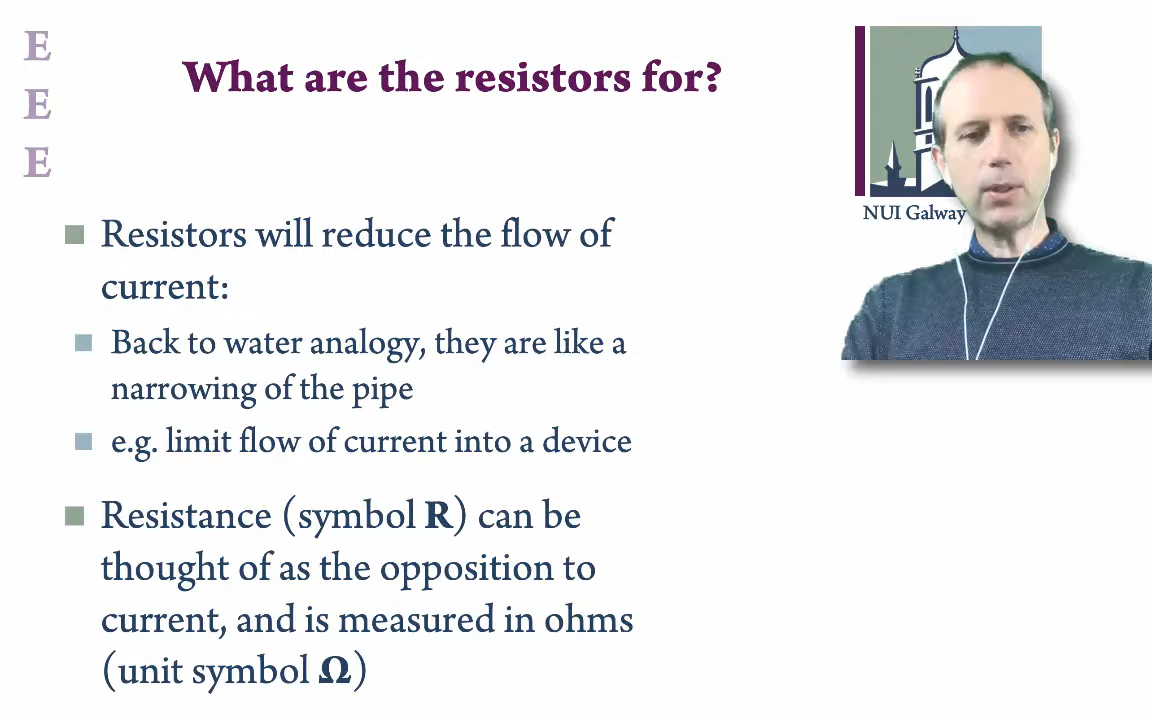 E
E
E
What are the resistors for?
NUI Galway
Resistors will reduce the flow of
current:
Back to water analogy, they are like a
narrowing of the pipe
e.g. limit flow of current into a device
Resistance (symbol R) can be
thought of as the opposition to
current, and is measured in ohms
(unit symbol Ω)